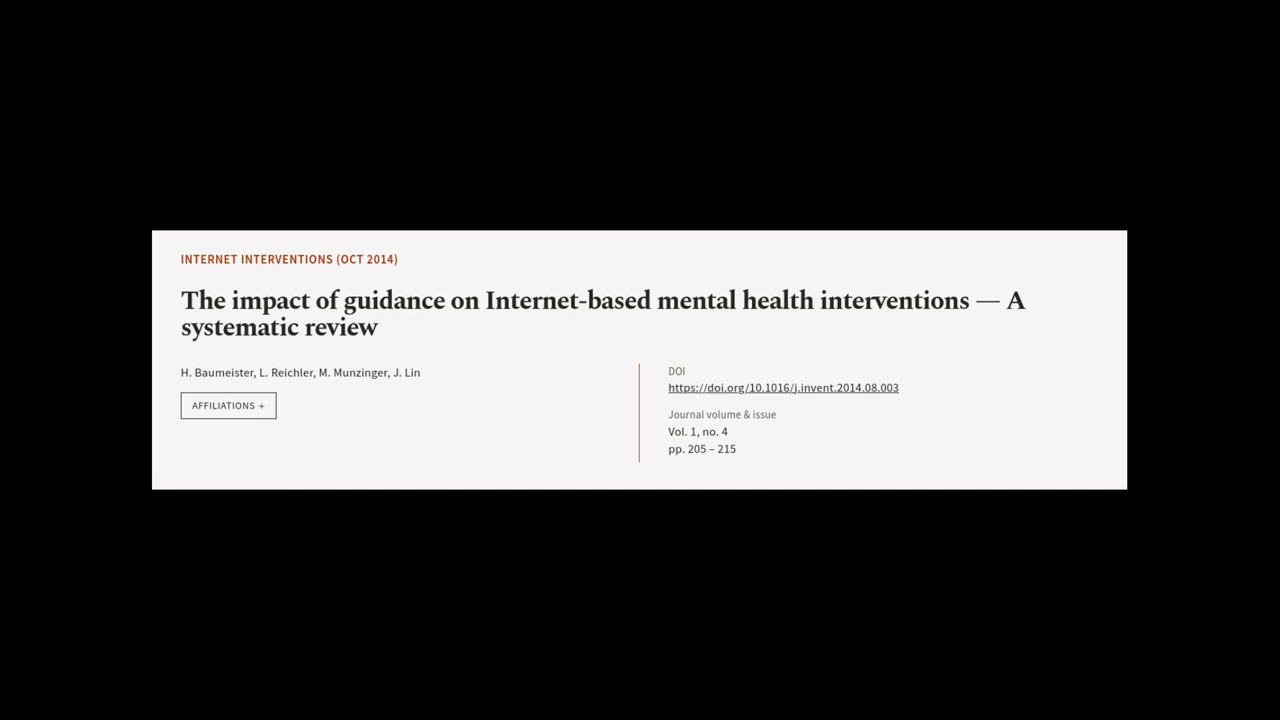 INTERNET INTERVENTIONS (OCT 2014)
The impact of guidance on Internet-based mental health interventions — A
systematic review
H. Baumeister, L. Reichler, M. Munzinger, J. Lin
AFFILIATIONS +
DOI
https://doi.org/10.1016/j.invent.2014.08.003
Journal volume & issue
Vol. 1, no. 4
pp. 205 – 215